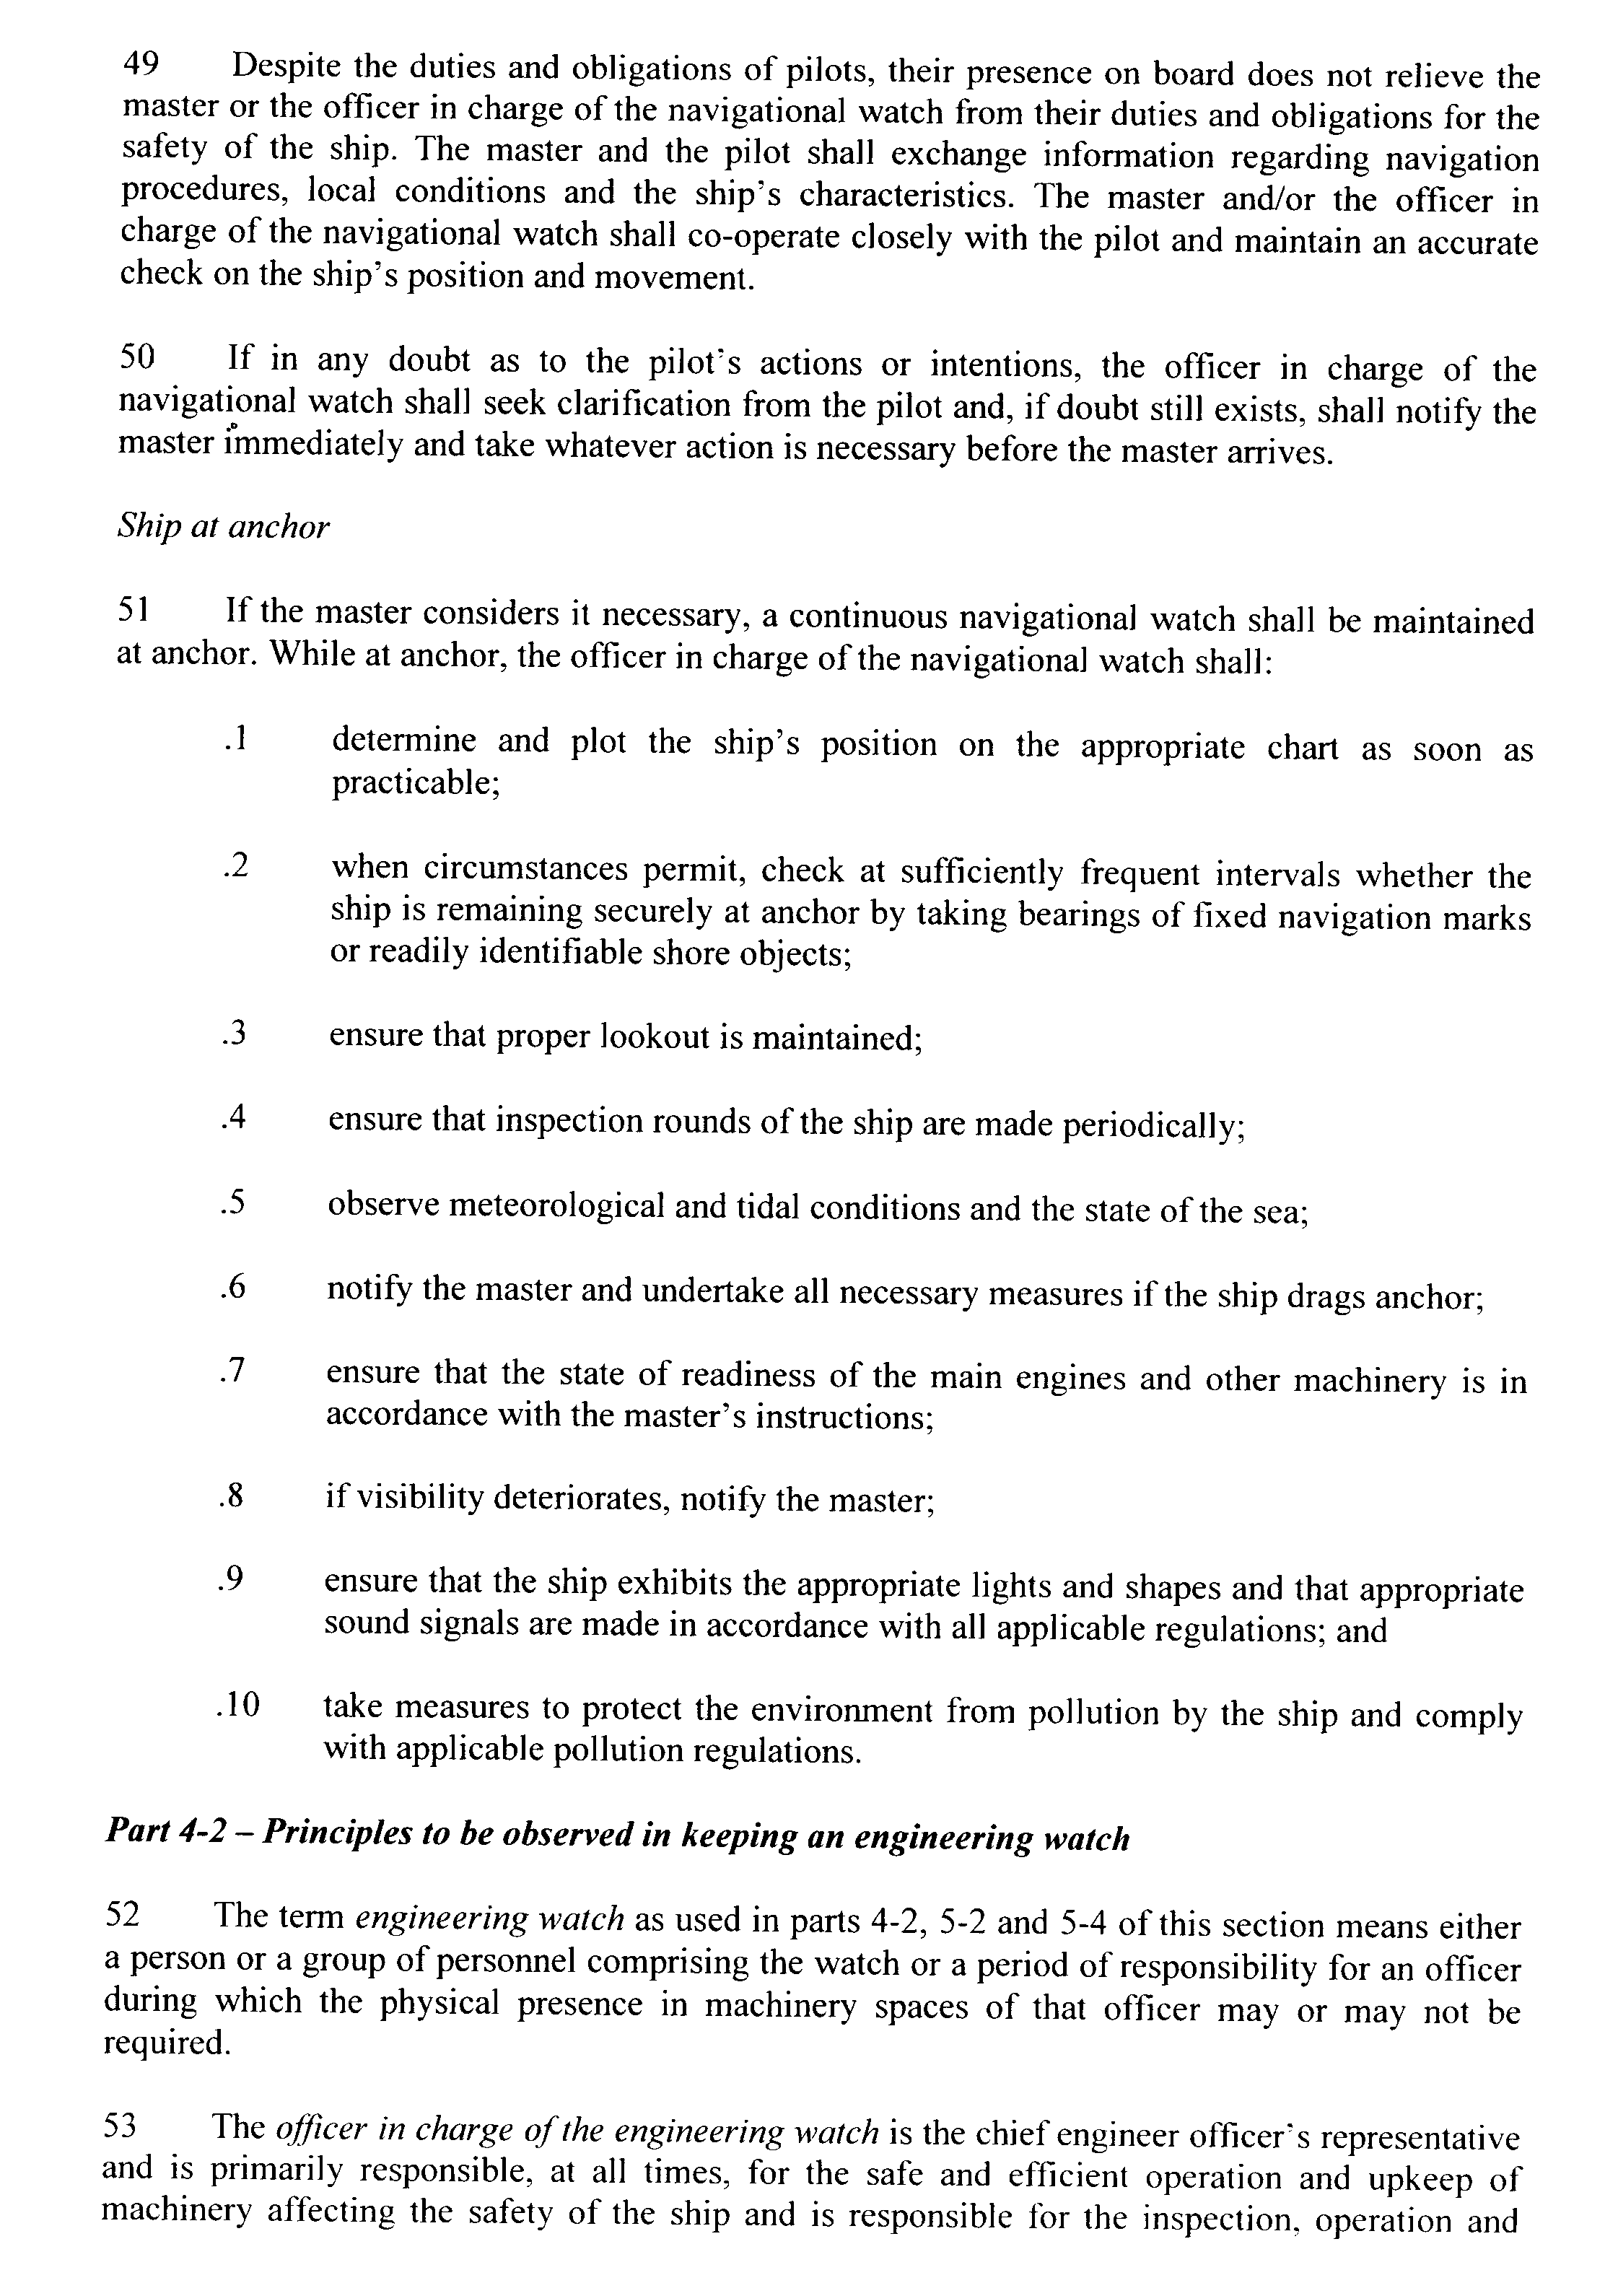 49 Despite the duties and obligations of pilots, their presence on board does not relieve the
master or the officer in charge of the navigational watch from their duties and obligations for the
safety of the ship. The master and the pilot shall exchange information regarding navigation
procedures, local conditions and the ship's characteristics. The master and/or the officer in
charge of the navigational watch shall co-operate closely with the pilot and maintain an accurate
check on the ship's position and movement.
50 If in any doubt as to the pilot's actions or intentions, the officer in charge of the
navigational watch shall seek clarification from the pilot and, if doubt still exists, shall notify the
master immediately and take whatever action is necessary before the master arrives.
Ship at anchor
51 If the master considers it necessary, a continuous navigational watch shall be maintained
at anchor. While at anchor, the officer in charge of the navigational watch shall:
.1 determine and plot the ship's position on the appropriate chart as soon as
practicable;
.2 when circumstances permit, check at sufficiently frequent intervals whether the
ship is remaining securely at anchor by taking bearings of fixed navigation marks
or readily identifiable shore objects;
.3 ensure that proper lookout is maintained;
.4 ensure that inspection rounds of the ship are made periodically;
.5 observe meteorological and tidal conditions and the state of the sea;
.6 notify the master and undertake all necessary measures if the ship drags anchor;
.7 ensure that the state of readiness of the main engines and other machinery is in
accordance with the master's instructions;
.8 if visibility deteriorates, notify the master;
.9 ensure that the ship exhibits the appropriate lights and shapes and that appropriate
sound signals are made in accordance with all applicable regulations; and
.10 take measures to protect the environment from pollution by the ship and comply
with applicable pollution regulations.
Part 4-2 – Principles to be observed in keeping an engineering watch
52 The term engineering watch as used in parts 4-2, 5-2 and 5-4 of this section means either
a person or a group of personnel comprising the watch or a period of responsibility for an officer
during which the physical presence in machinery spaces of that officer may or may not be
required.
53 The officer in charge of the engineering watch is the chief engineer officer's representative
and is primarily responsible, at all times, for the safe and efficient operation and upkeep of
machinery affecting the safety of the ship and is responsible for the inspection, operation and